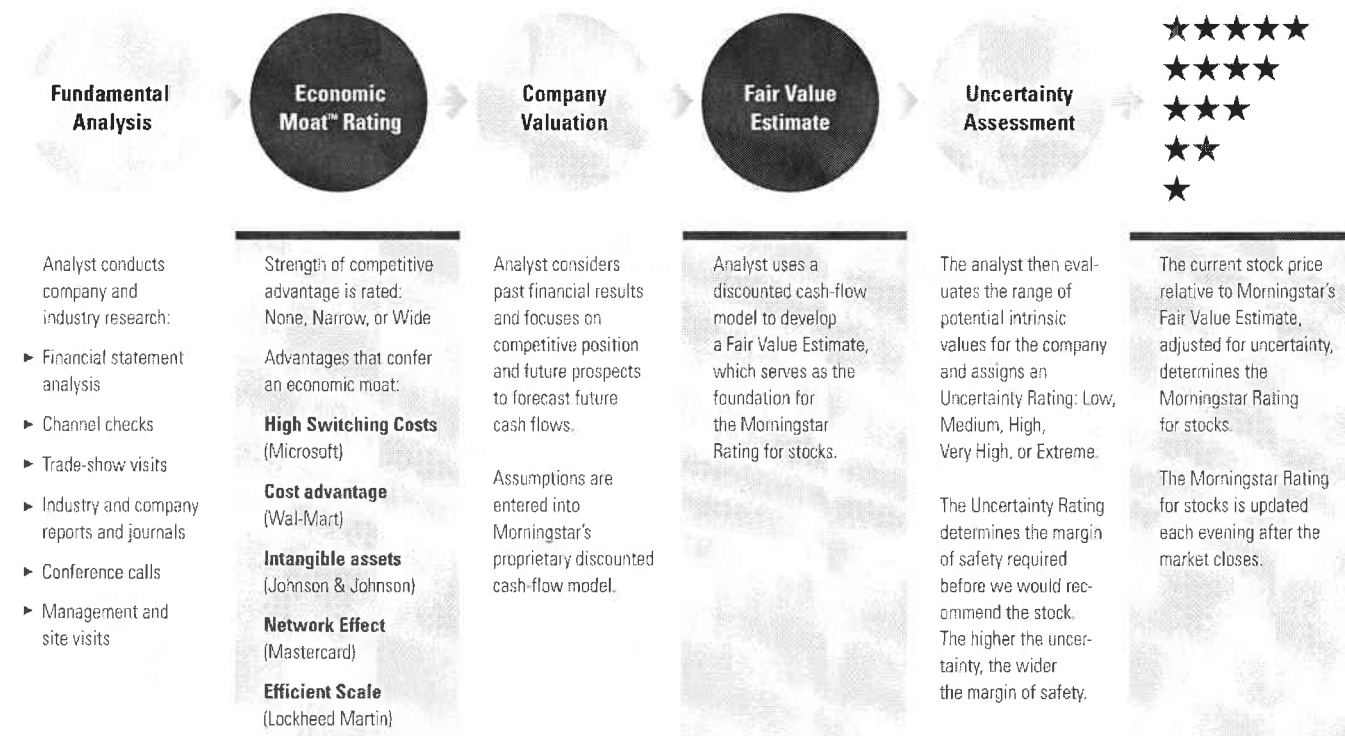 Fundamental
Analysis
Economic
Moat™ Rating
Company
Valuation
Fair Value
Estimate
Uncertainty
Assessment
★★★★★
★★★★
★★★
★★
★
Analyst conducts
company and
industry research:
► Financial statement
analysis
► Channel checks
► Trade-show visits
► Industry and company
reports and journals
► Conference calls
► Management and
site visits
Strength of competitive
advantage is rated:
None, Narrow, or Wide
Advantages that confer
an economic moat:
High Switching Costs
(Microsoft)
Cost advantage
(Wal-Mart)
Intangible assets
(Johnson & Johnson)
Network Effect
(Mastercard)
Efficient Scale
(Lockheed Martin)
Analyst considers
past financial results
and focuses on
competitive position
and future prospects
to forecast future
cash flows.
Assumptions are
entered into
Morningstar's
proprietary discounted
cash-flow model.
Analyst uses a
discounted cash-flow
model to develop
a Fair Value Estimate,
which serves as the
foundation for
the Morningstar
Rating for stocks.
The analyst then eval-
uates the range of
potential intrinsic
values for the company
and assigns an
Uncertainty Rating: Low,
Medium, High,
Very High, or Extreme.
The Uncertainty Rating
determines the margin
of safety required
before we would rec-
ommend the stock.
The higher the uncer-
tainty, the wider
the margin of safety.
The current stock price
relative to Morningstar's
Fair Value Estimate,
adjusted for uncertainty,
determines the
Morningstar Rating
for stocks.
The Morningstar Rating
for stocks is updated
each evening after the
market closes.